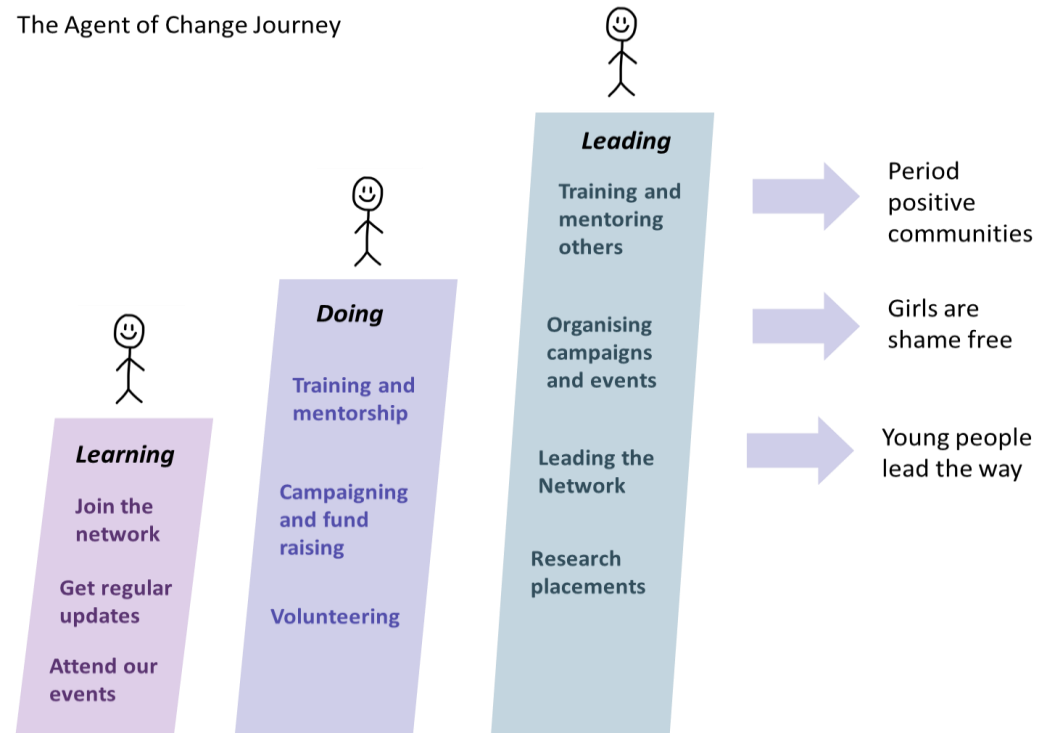 The Agent of Change Journey
Learning
Join the
network
Get regular
updates
Attend our
events
Doing
Training and
mentorship
Campaigning
and fund
raising
Volunteering
Leading
Training and
mentoring
others
Organising
campaigns
and events
Leading the
Network
Research
placements
Period
positive
communities
Girls are
shame free
Young people
lead the way